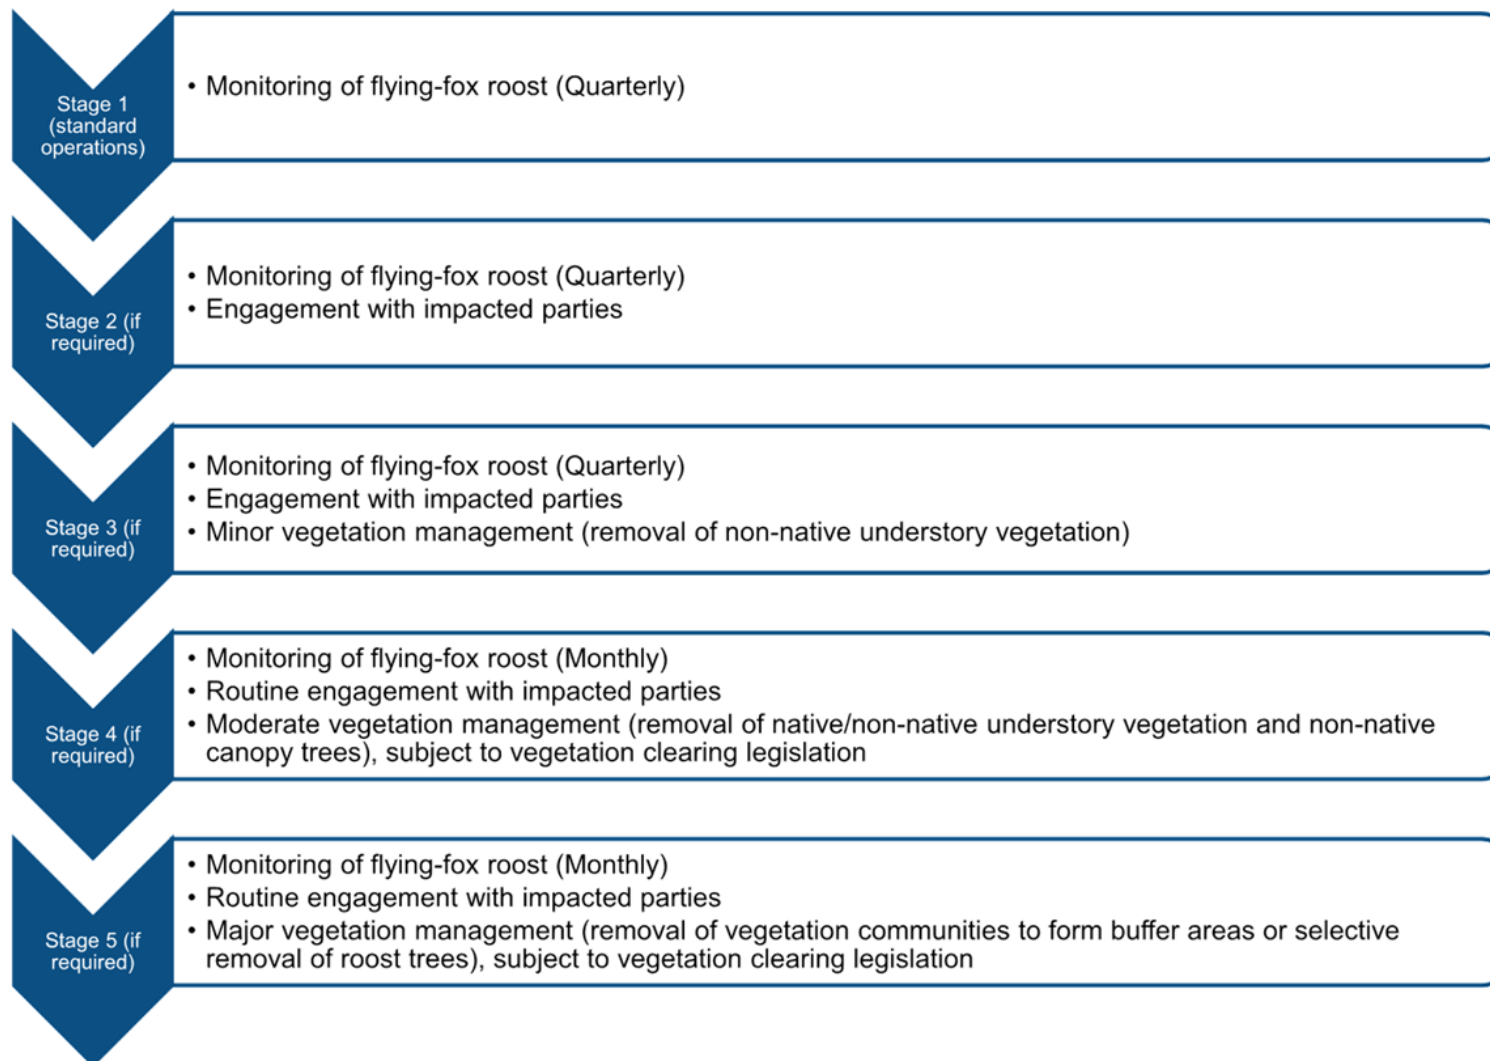 Stage 1
(standard
operations)
• Monitoring of flying-fox roost (Quarterly)
Stage 2 (if
required)
• Monitoring of flying-fox roost (Quarterly)
• Engagement with impacted parties
Stage 3 (if
required)
• Monitoring of flying-fox roost (Quarterly)
• Engagement with impacted parties
• Minor vegetation management (removal of non-native understory vegetation)
Stage 4 (if
required)
• Monitoring of flying-fox roost (Monthly)
• Routine engagement with impacted parties
• Moderate vegetation management (removal of native/non-native understory vegetation and non-native
canopy trees), subject to vegetation clearing legislation
Stage 5 (if
required)
• Monitoring of flying-fox roost (Monthly)
• Routine engagement with impacted parties
• Major vegetation management (removal of vegetation communities to form buffer areas or selective
removal of roost trees), subject to vegetation clearing legislation